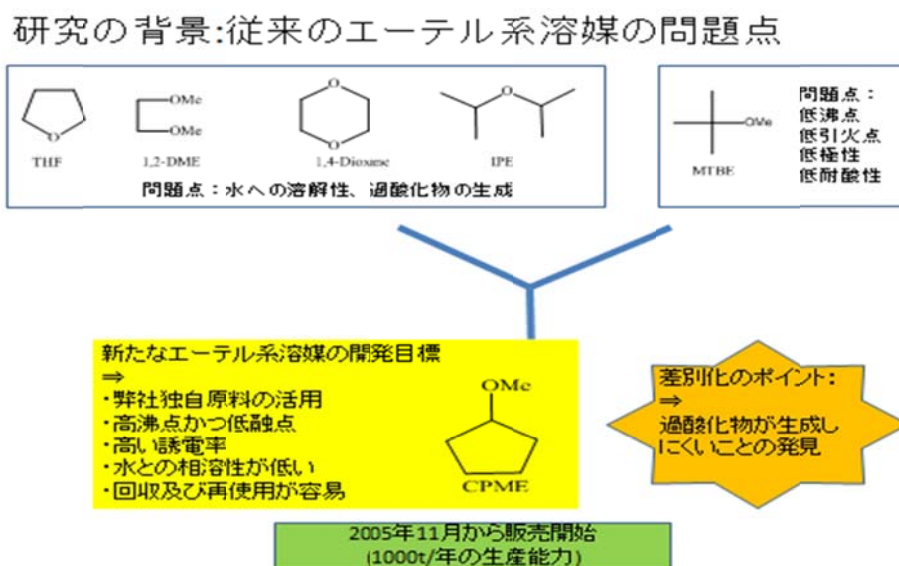 研究の背景:従来のエーテル系溶媒の問題点
O
THF
OMe
OMe
1,2-DME
O
O
1,4-Dioxane
O
IPE
問題点：水への溶解性、過酸化物の生成
OMe
MTBE
問題点：
低沸点
低引火点
低極性
低耐酸性
新たなエーテル系溶媒の開発目標
⇒
・弊社独自原料の活用
・高沸点かつ低融点
・高い誘電率
・水との相溶性が低い
・回収及び再使用が容易
OMe
CPME
差別化のポイント:
⇒
過酸化物が生成し
にくいことの発見
2005年11月から販売開始
(1000t/年の生産能力)